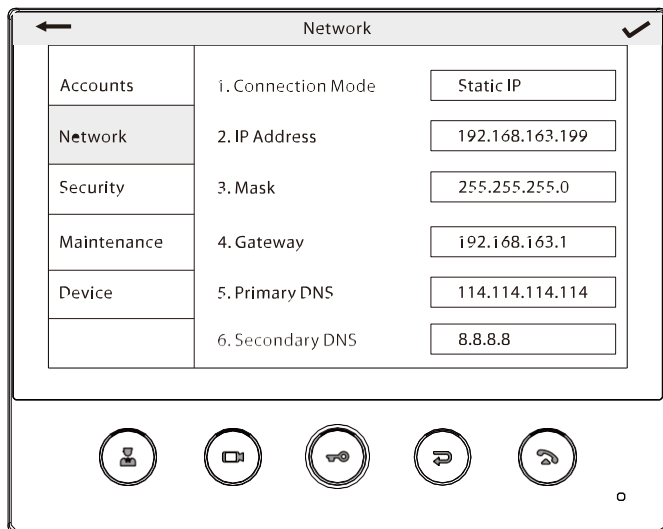 Network
Accounts
Network
Security
Maintenance
Device
1. Connection Mode
Static IP
2. IP Address
192.168.163.199
3. Mask
255.255.255.0
4. Gateway
192.168.163.1
5. Primary DNS
114.114.114.114
6. Secondary DNS
8.8.8.8